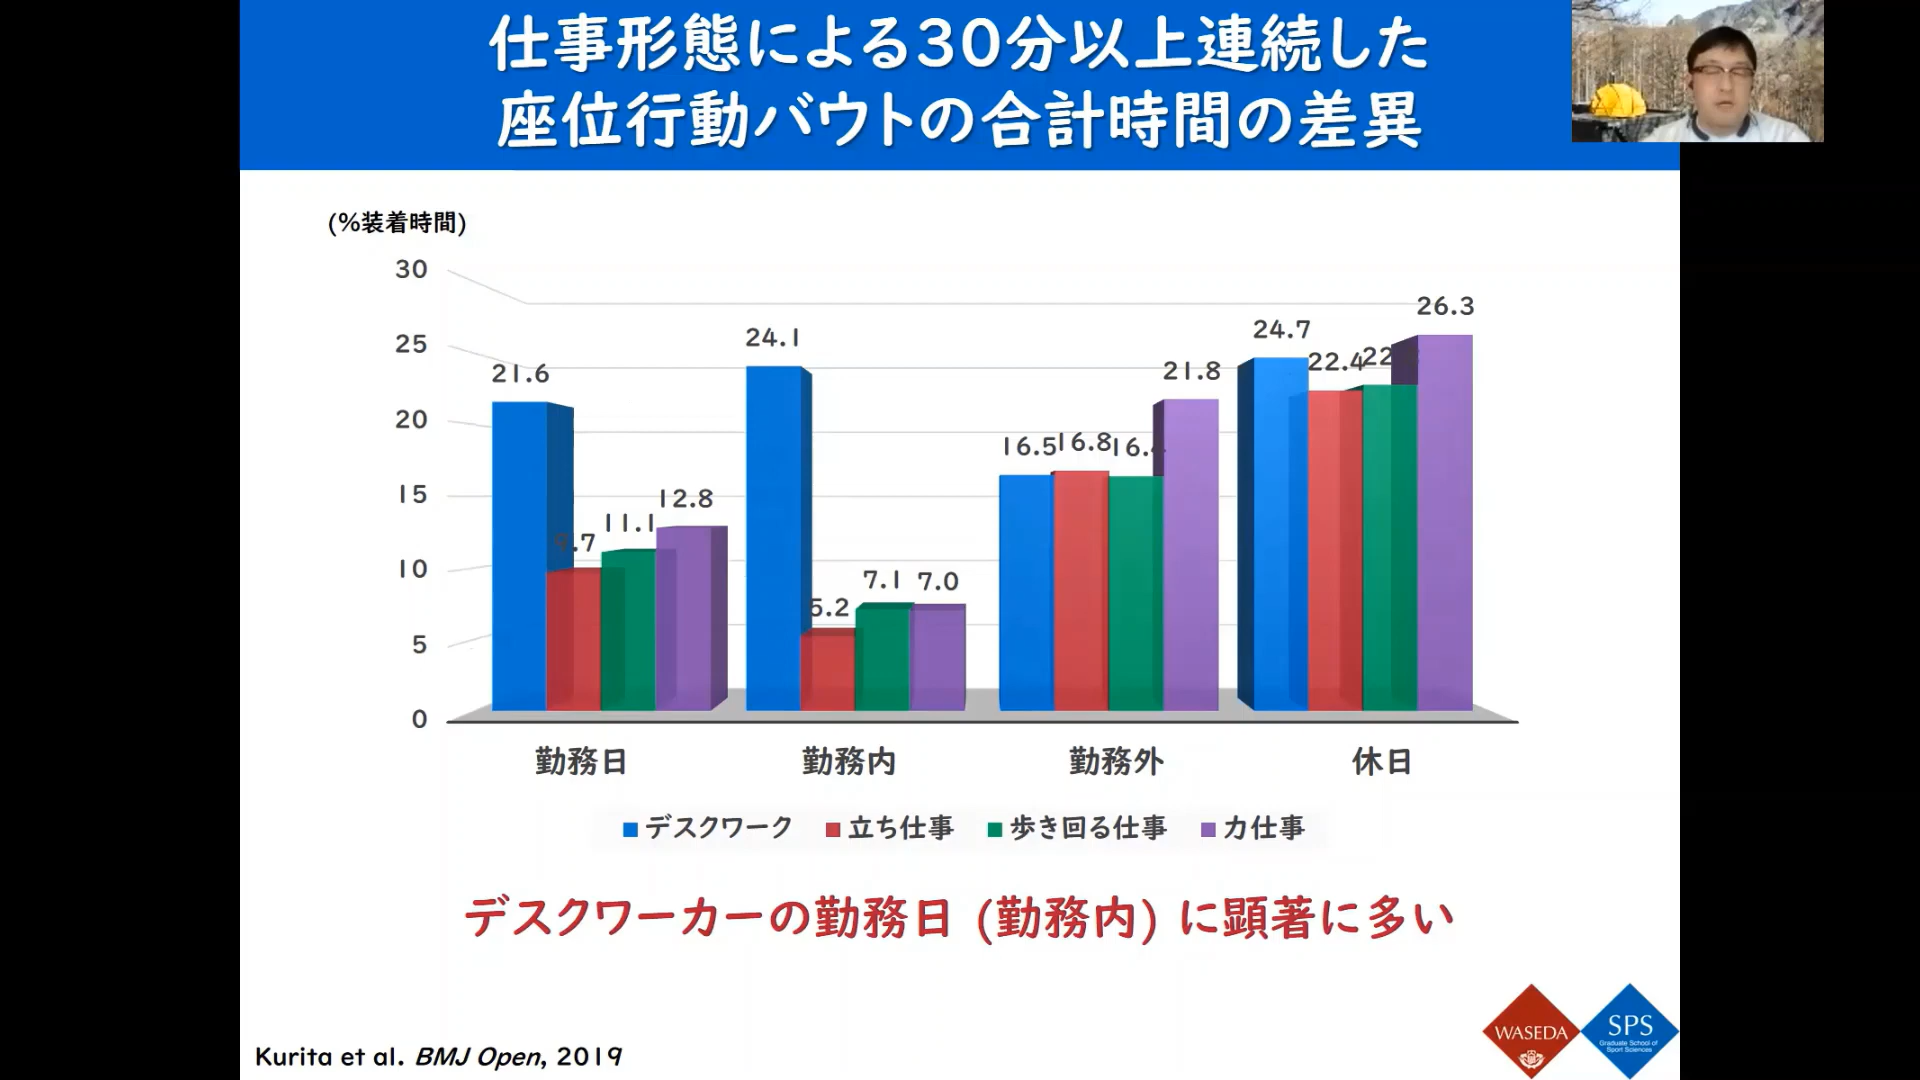 仕事形態による30分以上連続した
座位行動バウトの合計時間の差異
(%装着時間)
30
25
20
15
10
5
0
21.6
11.1
12.8
24.1
5.2
7.1
7.0
16.5
16.8
21.8
24.7
22.4
26.3
勤務日
勤務内
勤務外
休日
デスクワーク
立ち仕事
歩き回る仕事
力仕事
デスクワーカーの勤務日 (勤務内) に顕著に多い
Kurita et al. BMJ Open, 2019
WASEDA
SPS
Graduate School of
Sport Sciences